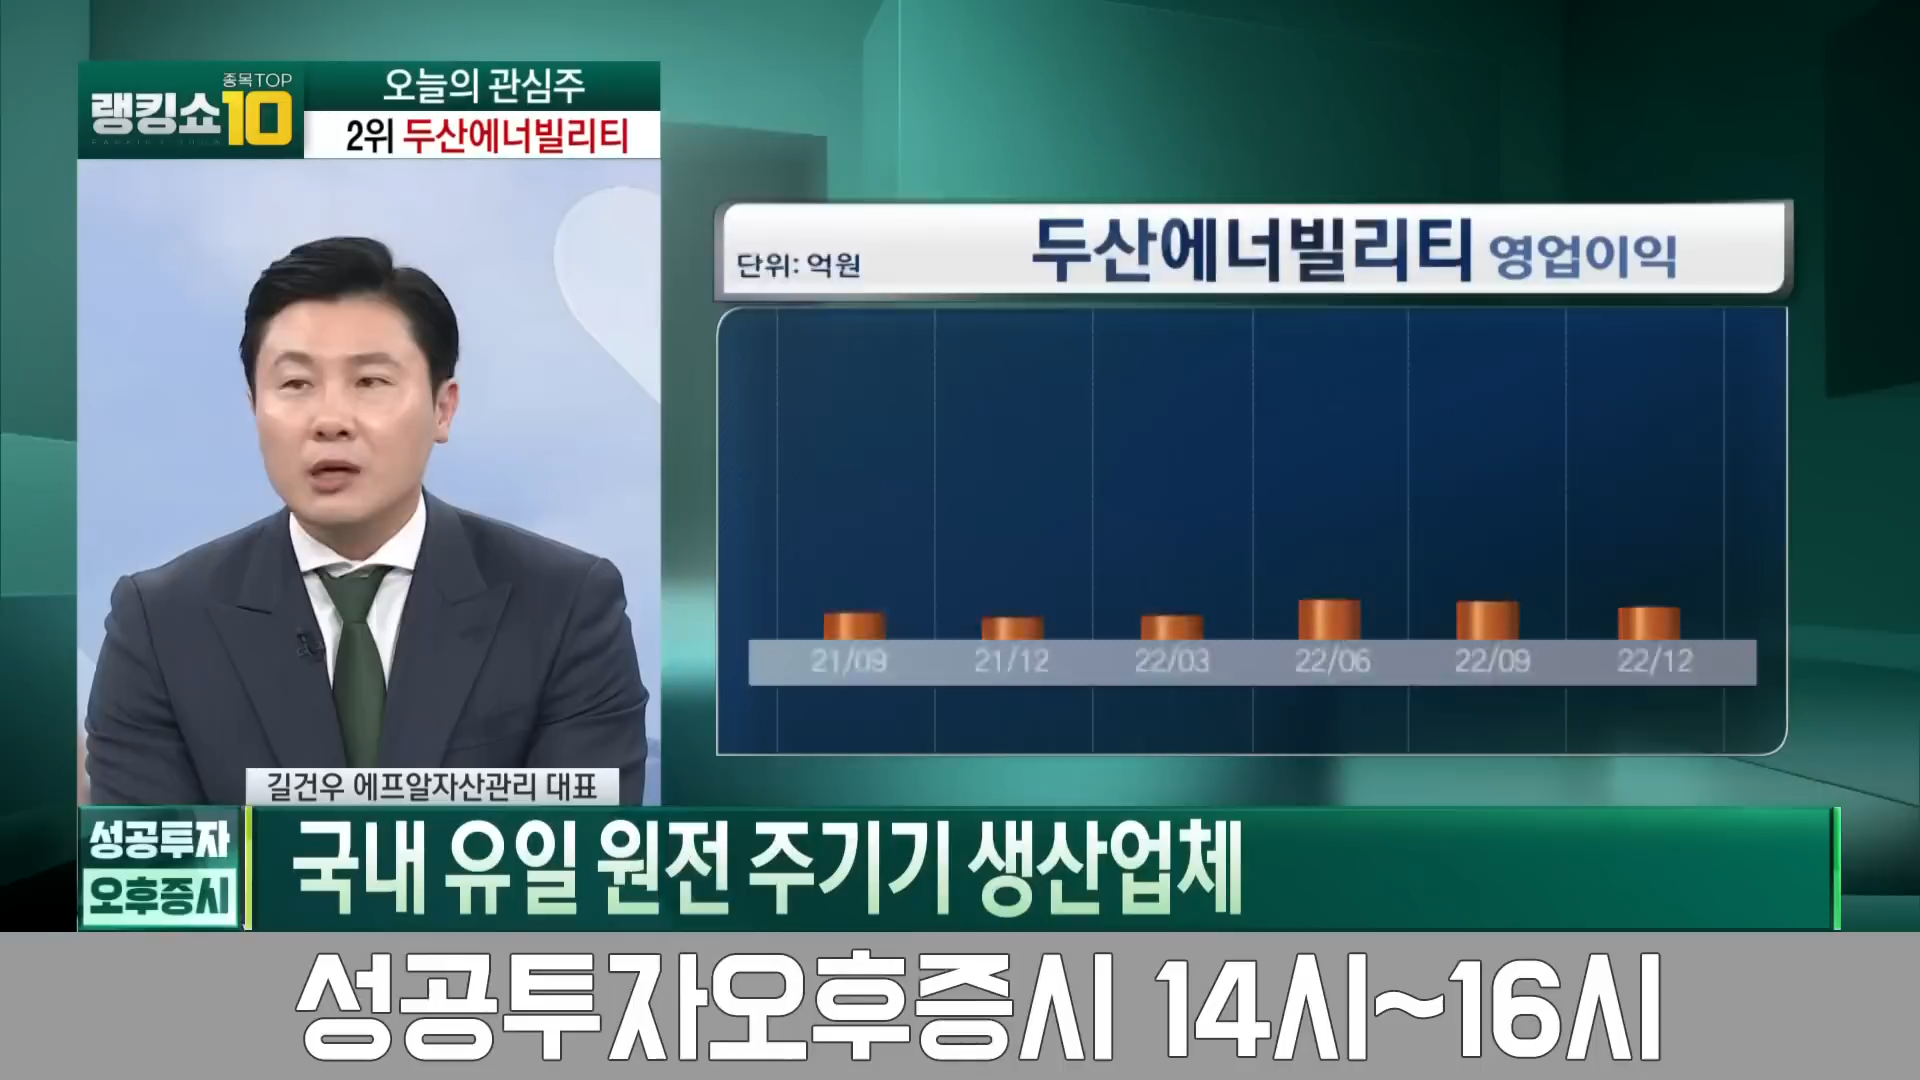 종목TOP
랭킹쇼10
오늘의 관심주
2위 두산에너빌리티
단위: 억원
두산에너빌리티 영업이익
21/09 21/12 22/03 22/06 22/09 22/12
길건우 에프알자산관리 대표
성공투자
오후증시
국내 유일 원전 주기기 생산업체
성공투자오후증시 14시~16시